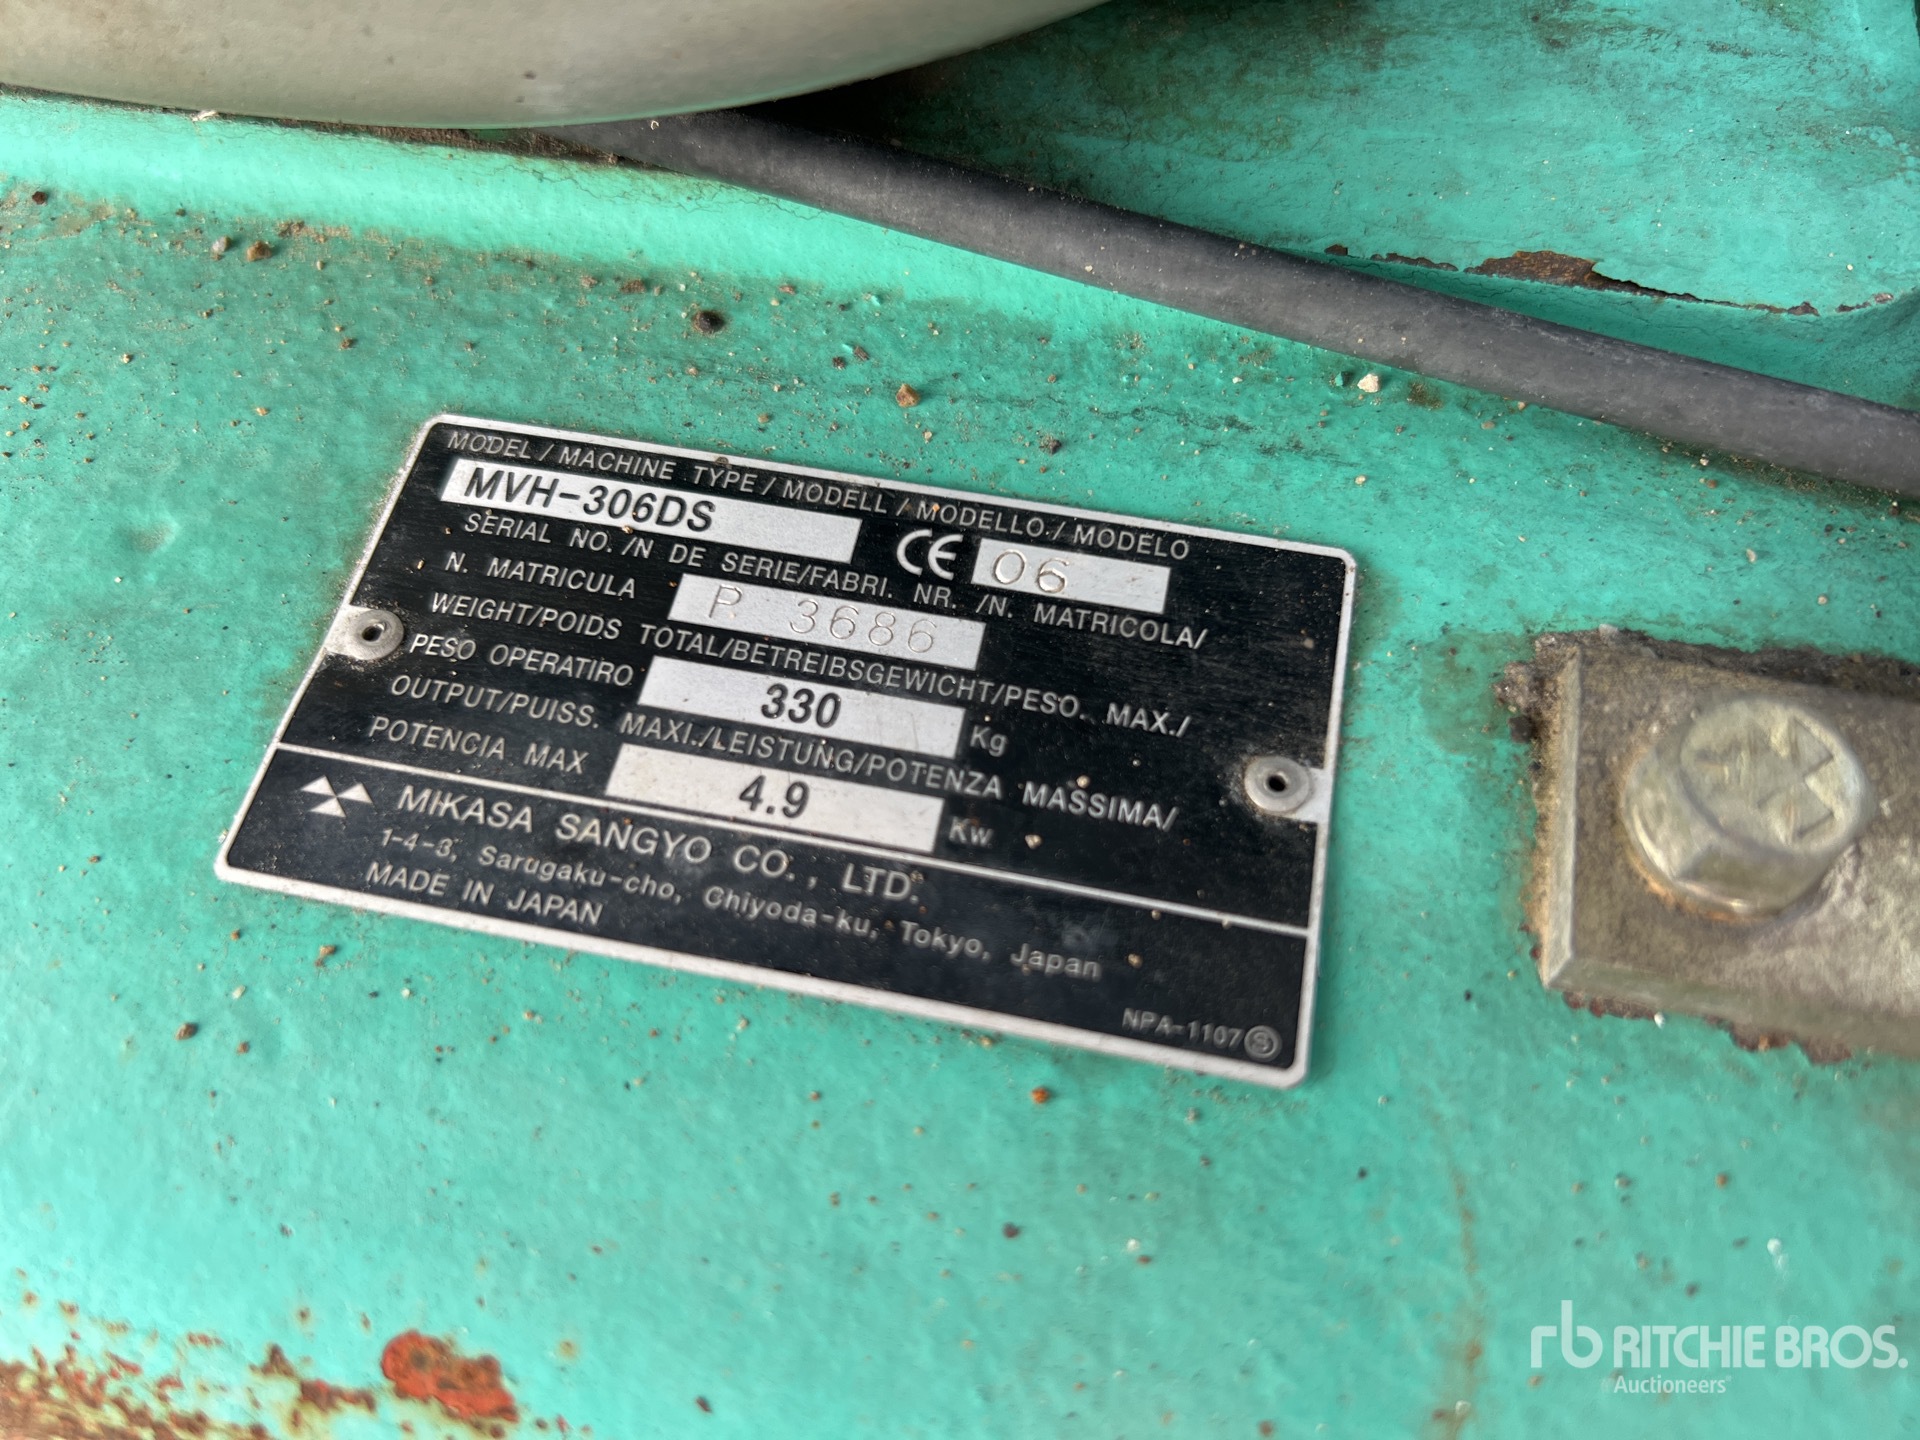 MODEL / MACHINE TYPE / MODELL / MODELLO / MODELO
MVH-306DS CE 06
SERIAL NO. /N DE SERIE/FABRI. NR. /N. MATRICOLA/
N. MATRICULA P. 3686
WEIGHT/POIDS TOTAL/BETREIBSGEWICHT/PESO. MAX./
PESO OPERATIRO 330 Kg
OUTPUT/PUISS. MAXI./LEISTUNG/POTENZA MASSIMA/
POTENCIA MAX 4.9 Kw
MIKASA SANGYO CO., LTD.
1-4-3, Sarugaku-cho, Chiyoda-ku, Tokyo, Japan
MADE IN JAPAN
NPA-1107 Ⓢ
rb RITCHIE BROS.
Auctioneers